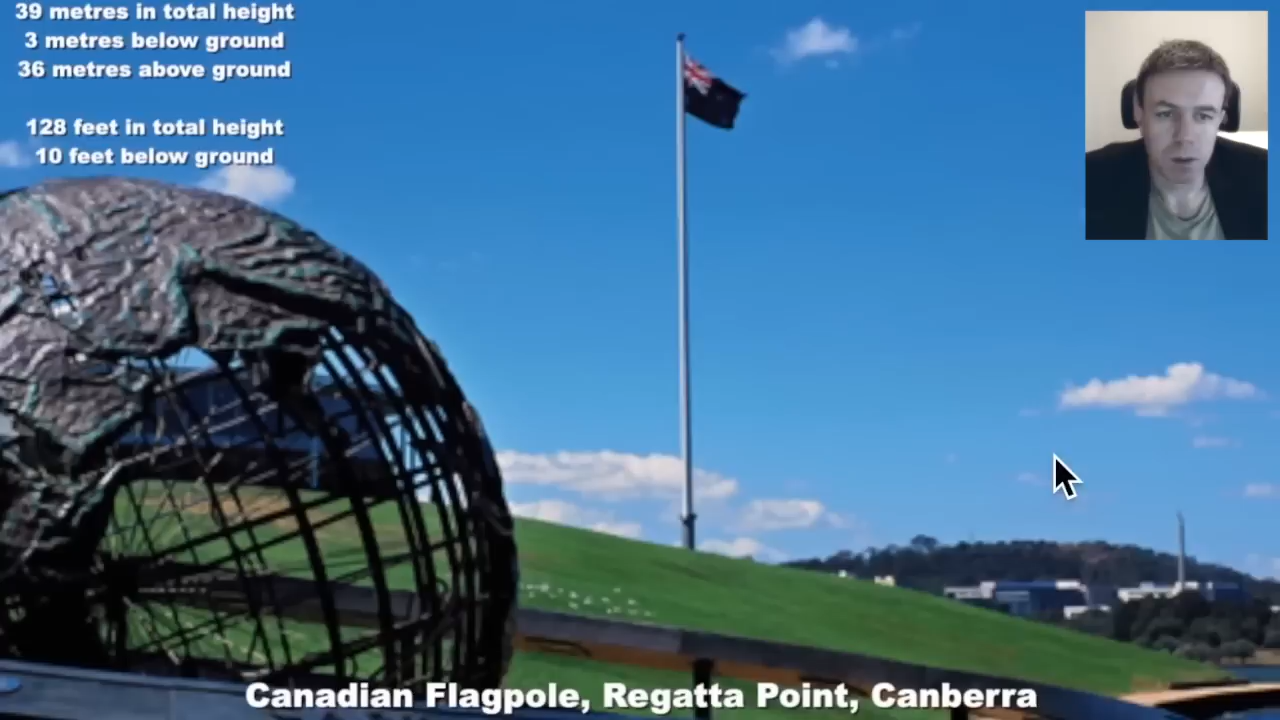 39 metres in total height
3 metres below ground
36 metres above ground
128 feet in total height
10 feet below ground
Canadian Flagpole, Regatta Point, Canberra